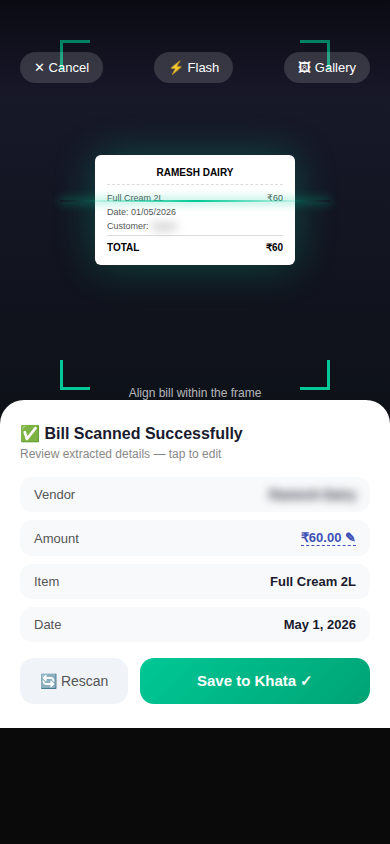 ✕ Cancel
⚡ Flash
🖼 Gallery
RAMESH DAIRY
Full Cream 2L ₹60
Date: 01/05/2026
Customer:
TOTAL ₹60
Align bill within the frame
✅ Bill Scanned Successfully
Review extracted details — tap to edit
Vendor
Amount ₹60.00 ✎
Item Full Cream 2L
Date May 1, 2026
🔄 Rescan
Save to Khata ✓